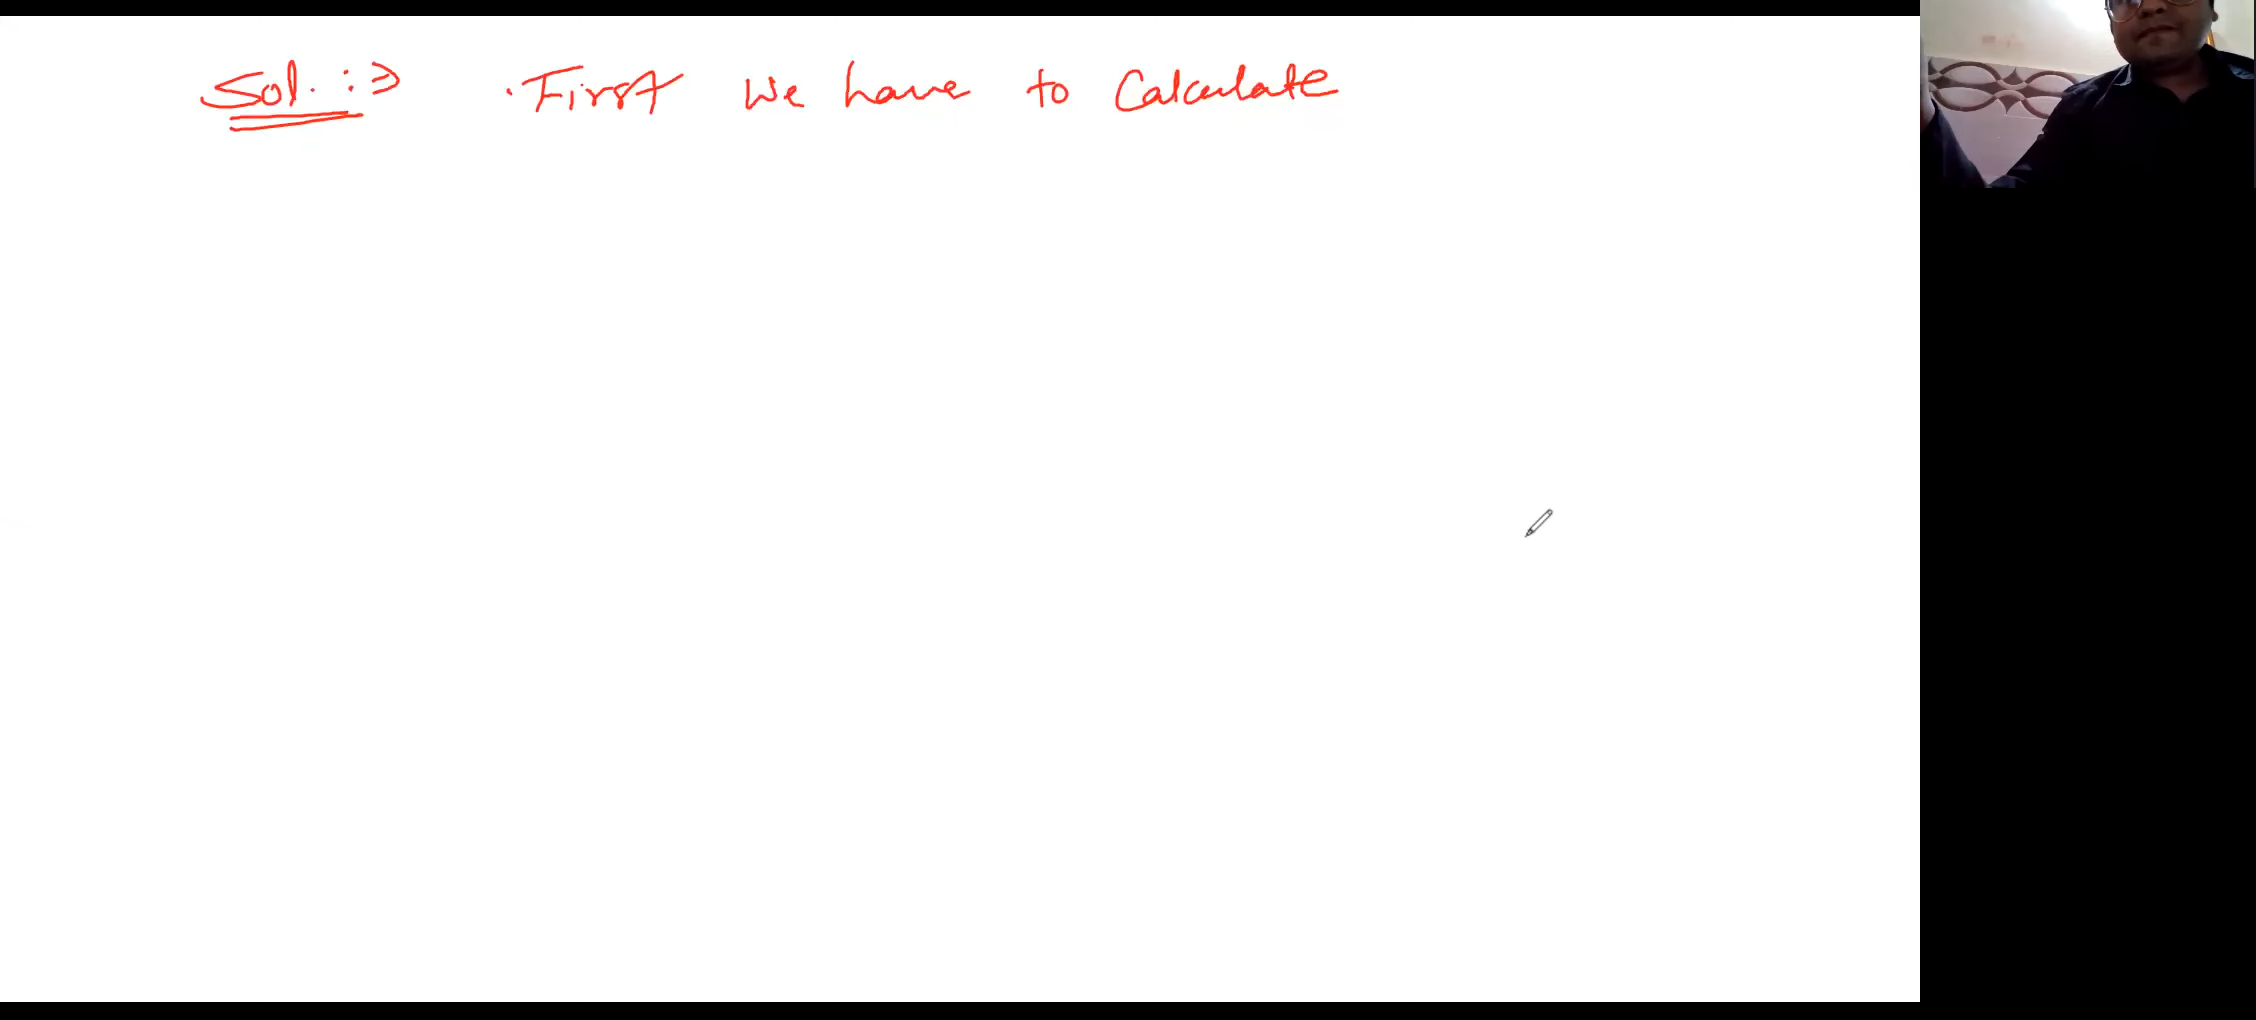 Sol. :⇒ .First We have to Calculate